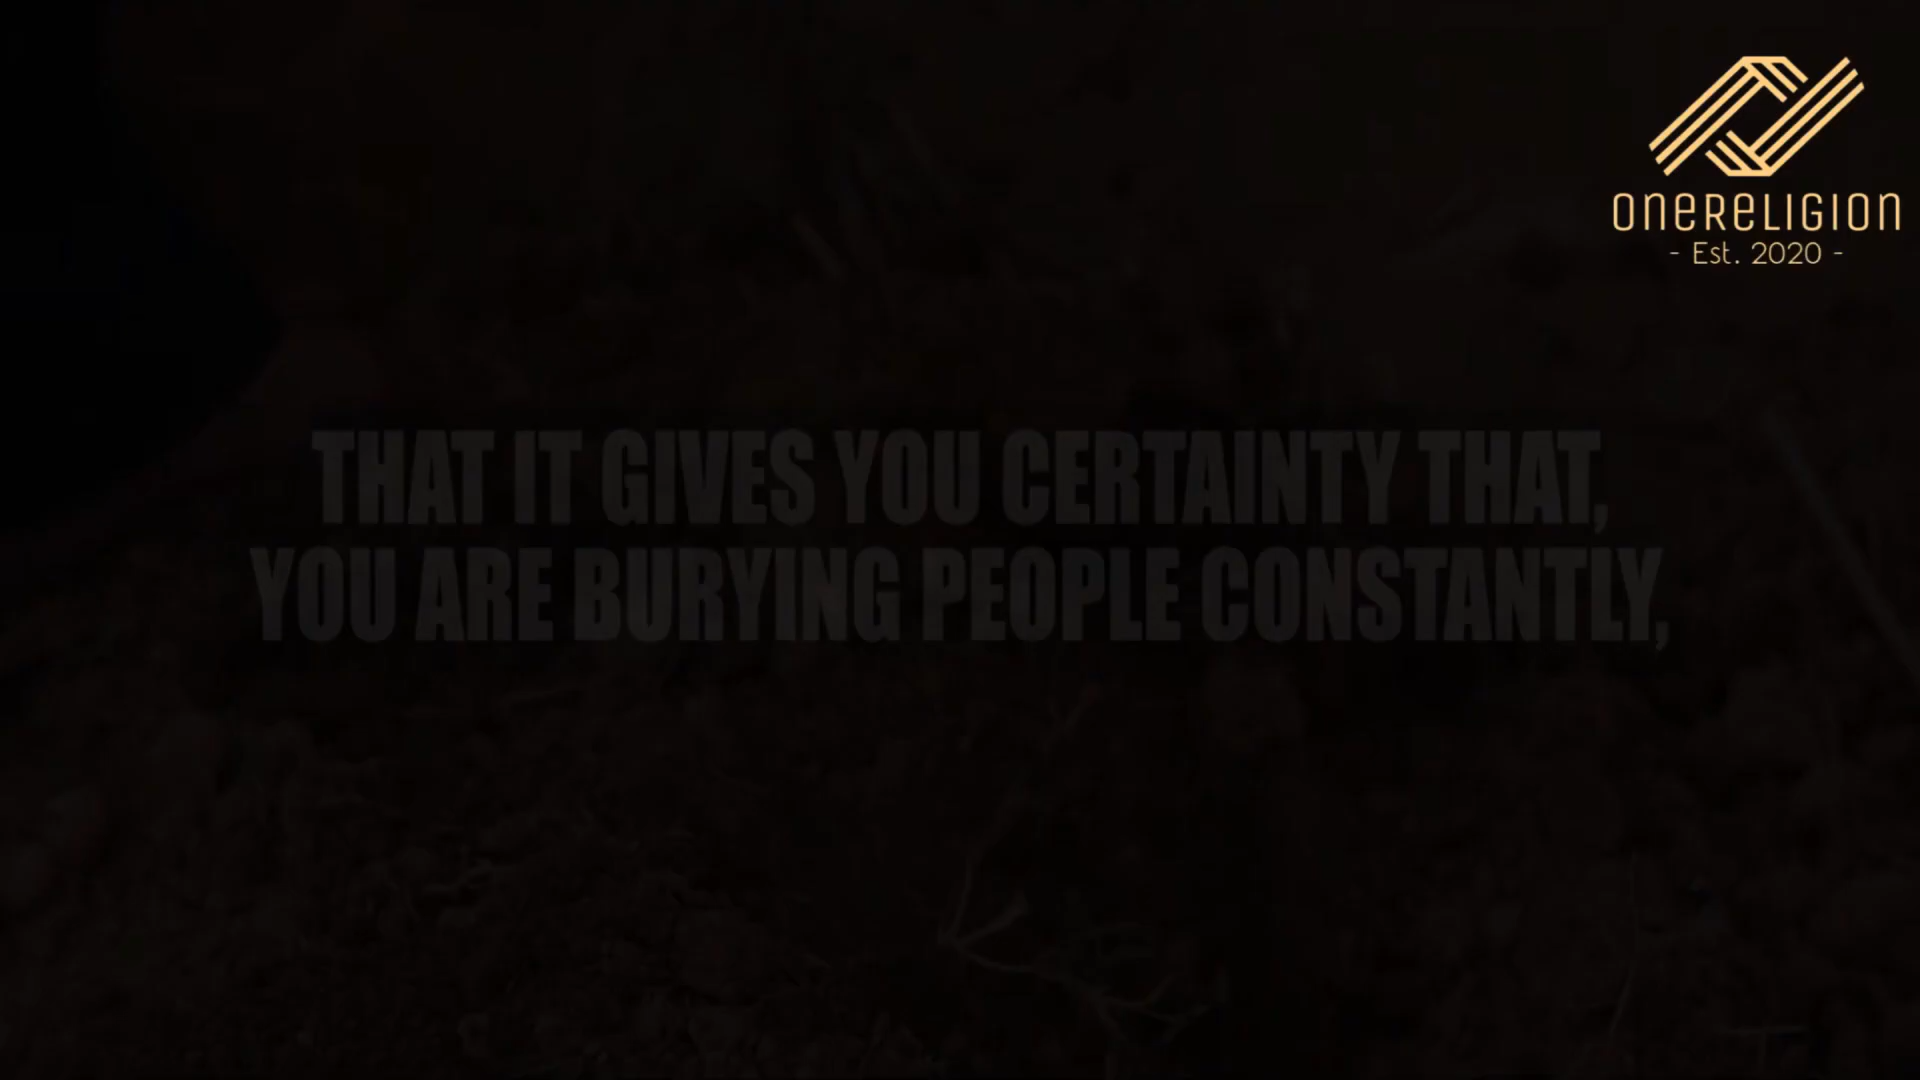 ONERELIGION
- Est. 2020 -
THAT IT GIVES YOU CERTAINTY THAT,
YOU ARE BURYING PEOPLE CONSTANTLY,